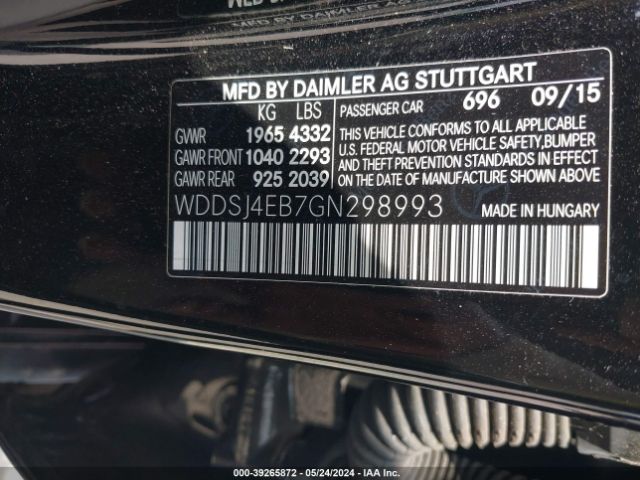 MFD BY DAIMLER AG STUTTGART
KG LBS PASSENGER CAR 696 09/15
GVWR 1965 4332
GAWR FRONT 1040 2293
GAWR REAR 925 2039
THIS VEHICLE CONFORMS TO ALL APPLICABLE
U.S. FEDERAL MOTOR VEHICLE SAFETY,BUMPER
AND THEFT PREVENTION STANDARDS IN EFFECT
ON THE DATE OF MANUFACTURE SHOWN ABOVE
WDDSJ4EB7GN298993 MADE IN HUNGARY
000-39265872 — 05/24/2024 — IAA Inc.